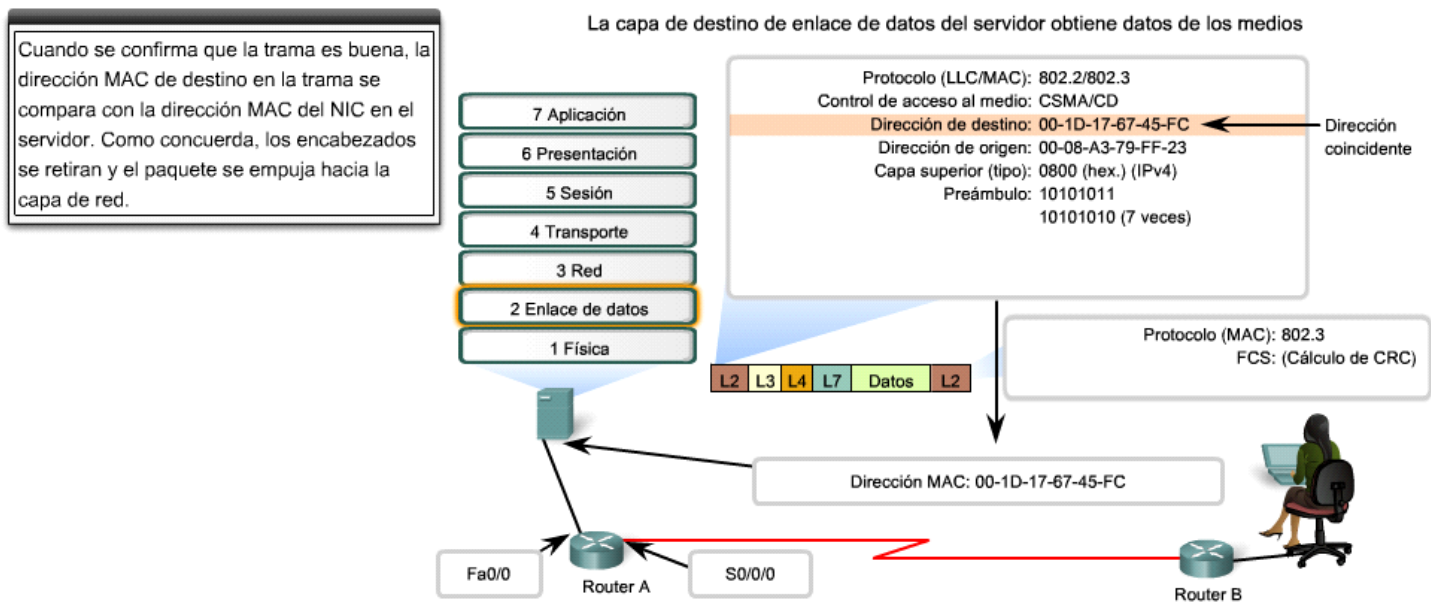 La capa de destino de enlace de datos del servidor obtiene datos de los medios
Cuando se confirma que la trama es buena, la
dirección MAC de destino en la trama se
compara con la dirección MAC del NIC en el
servidor. Como concuerda, los encabezados
se retiran y el paquete se empuja hacia la
capa de red.
7 Aplicación
6 Presentación
5 Sesión
4 Transporte
3 Red
2 Enlace de datos
1 Física
Protocolo (LLC/MAC): 802.2/802.3
Control de acceso al medio: CSMA/CD
Dirección de destino: 00-1D-17-67-45-FC
Dirección de origen: 00-08-A3-79-FF-23
Capa superior (tipo): 0800 (hex.) (IPv4)
Preámbulo: 10101011
10101010 (7 veces)
Dirección
coincidente
Protocolo (MAC): 802.3
FCS: (Cálculo de CRC)
L2 L3 L4 L7 Datos L2
Dirección MAC: 00-1D-17-67-45-FC
Fa0/0
Router A
S0/0/0
Router B